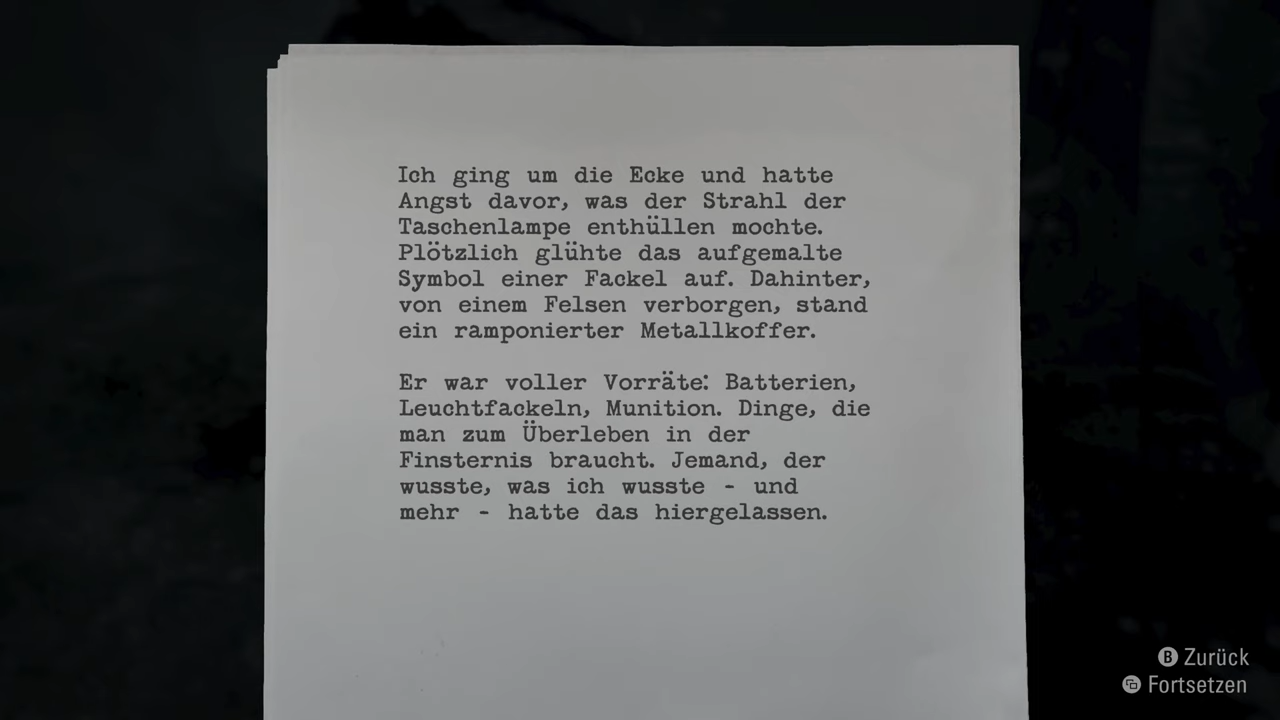 Ich ging um die Ecke und hatte
Angst davor, was der Strahl der
Taschenlampe enthüllen mochte.
Plötzlich glühte das aufgemalte
Symbol einer Fackel auf. Dahinter,
von einem Felsen verborgen, stand
ein ramponierter Metallkoffer.
Er war voller Vorräte: Batterien,
Leuchtfackeln, Munition. Dinge, die
man zum Überleben in der
Finsternis braucht. Jemand, der
wusste, was ich wusste - und
mehr - hatte das hiergelassen.
B Zurück
Fortsetzen